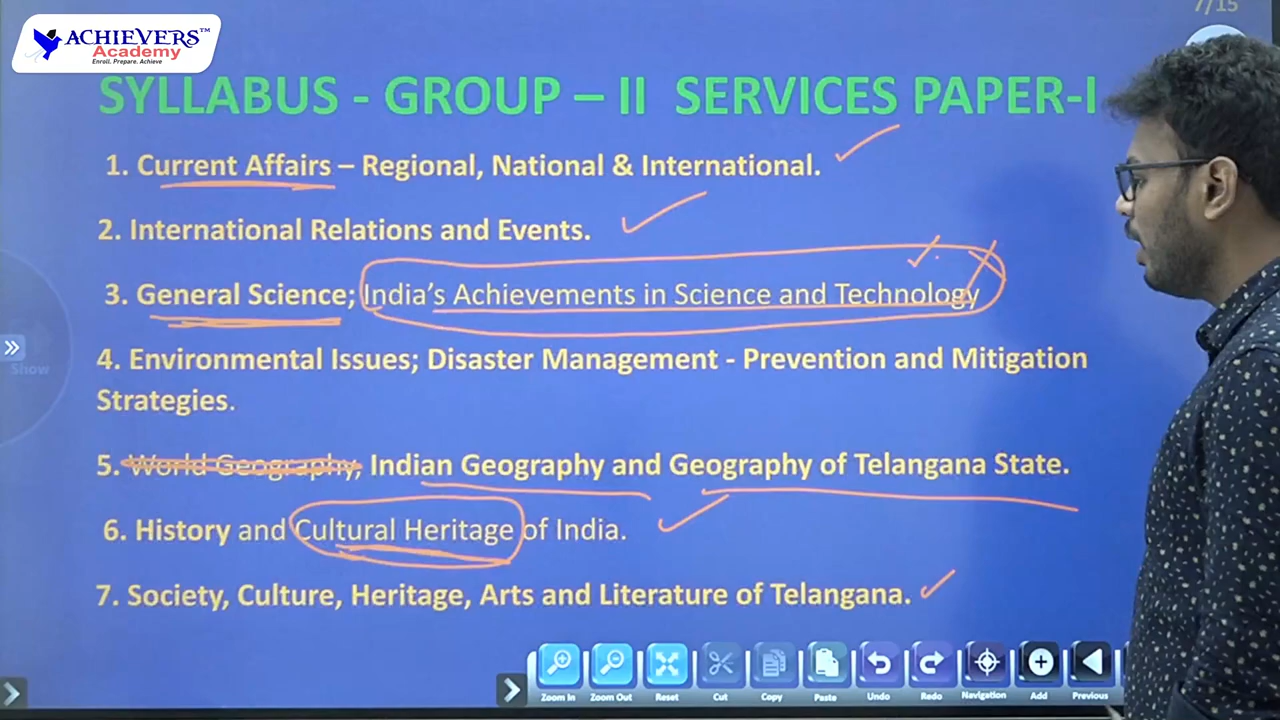 7/15
ACHIEVERS™
Academy
Enroll. Prepare. Achieve
SYLLABUS - GROUP – II SERVICES PAPER-I
1. Current Affairs – Regional, National & International.
2. International Relations and Events.
3. General Science; India’s Achievements in Science and Technology
4. Environmental Issues; Disaster Management - Prevention and Mitigation
Strategies.
5. World Geography, Indian Geography and Geography of Telangana State.
6. History and Cultural Heritage of India.
7. Society, Culture, Heritage, Arts and Literature of Telangana.
Show
Zoom In Zoom Out Reset Cut Copy Paste Undo Redo Navigation Add Previous